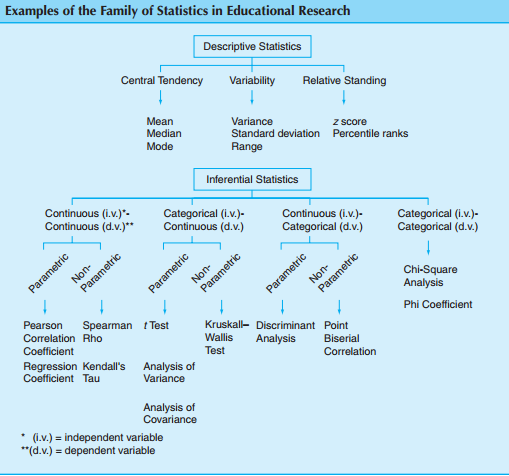 Examples of the Family of Statistics in Educational Research
Descriptive Statistics
Central Tendency Variability Relative Standing
Mean Variance z score
Median Standard deviation Percentile ranks
Mode Range
Inferential Statistics
Continuous (i.v.)*- Categorical (i.v.)- Continuous (i.v.)- Categorical (i.v.)-
Continuous (d.v.)** Continuous (d.v.) Categorical (d.v.) Categorical (d.v.)
Parametric Non- Parametric Parametric Non- Parametric Parametric Non- Parametric
Chi-Square
Analysis
Phi Coefficient
Pearson Spearman t Test Kruskall– Discriminant Point
Correlation Rho Wallis Analysis Biserial
Coefficient Test Correlation
Regression Kendall's Analysis of
Coefficient Tau Variance
Analysis of
Covariance
* (i.v.) = independent variable
**(d.v.) = dependent variable